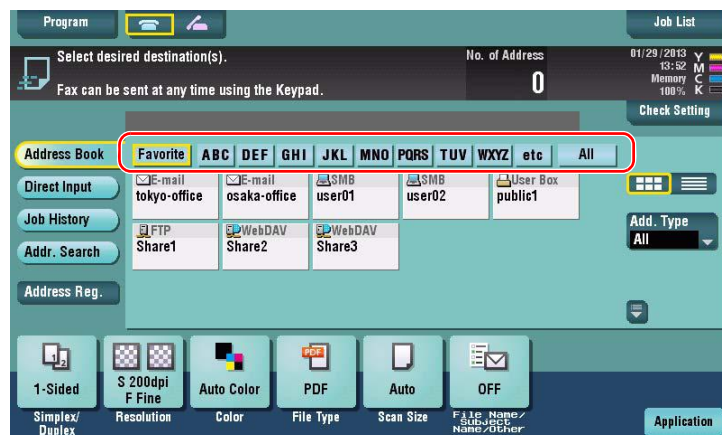 Program
Job List
Select desired destination(s).
No. of Address
01/29/2013
Y
13:52
M
Memory
C
100%
K
0
Fax can be sent at any time using the Keypad.
Check Setting
Address Book
Favorite ABC DEF GHI JKL MNO PQRS TUV WXYZ etc All
Direct Input
E-mail
tokyo-office
E-mail
osaka-office
SMB
user01
SMB
user02
User Box
public1
Job History
Addr. Search
FTP
Share1
WebDAV
Share2
WebDAV
Share3
Add. Type
All
Address Reg.
1 2
1-Sided
S 200dpi
F Fine
Auto Color
PDF
PDF
Auto
OFF
Simplex/
Duplex
Resolution
Color
File Type
Scan Size
File Name/
Subject
Name/Other
Application